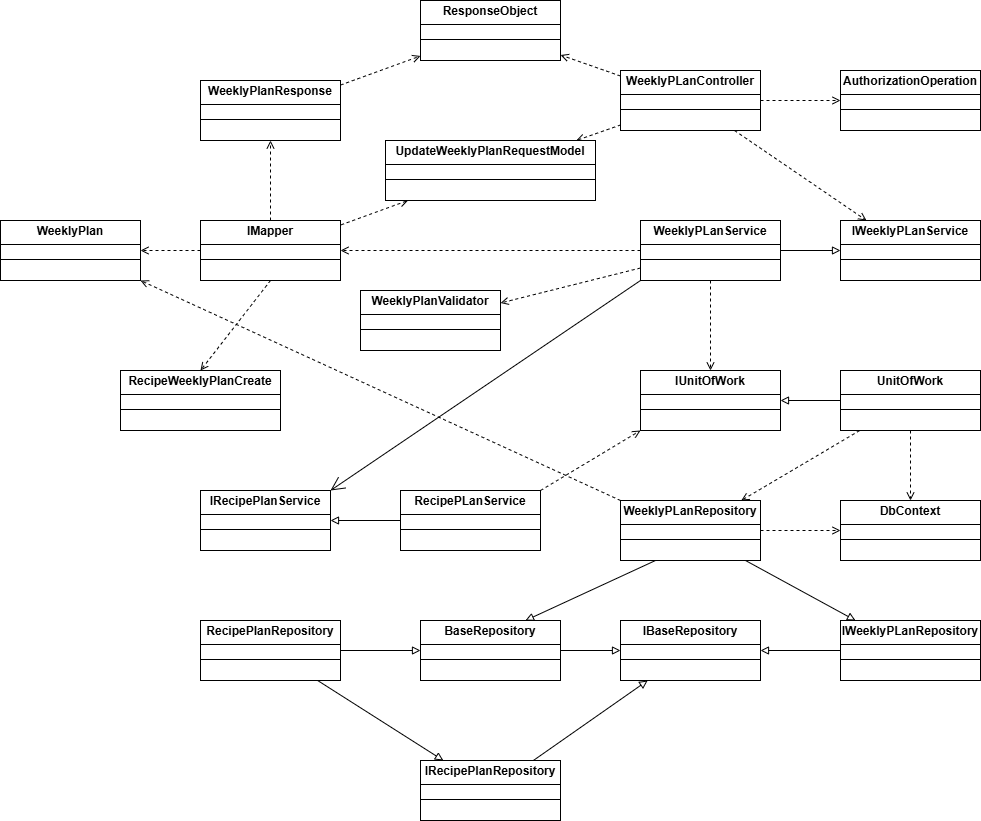 ResponseObject
WeeklyPlanResponse
WeeklyPLanController
AuthorizationOperation
UpdateWeeklyPlanRequestModel
WeeklyPlan
IMapper
WeeklyPLanService
IWeeklyPLanService
WeeklyPlanValidator
RecipeWeeklyPlanCreate
IUnitOfWork
UnitOfWork
IRecipePlanService
RecipePLanService
WeeklyPLanRepository
DbContext
RecipePlanRepository
BaseRepository
IBaseRepository
IWeeklyPLanRepository
IRecipePlanRepository